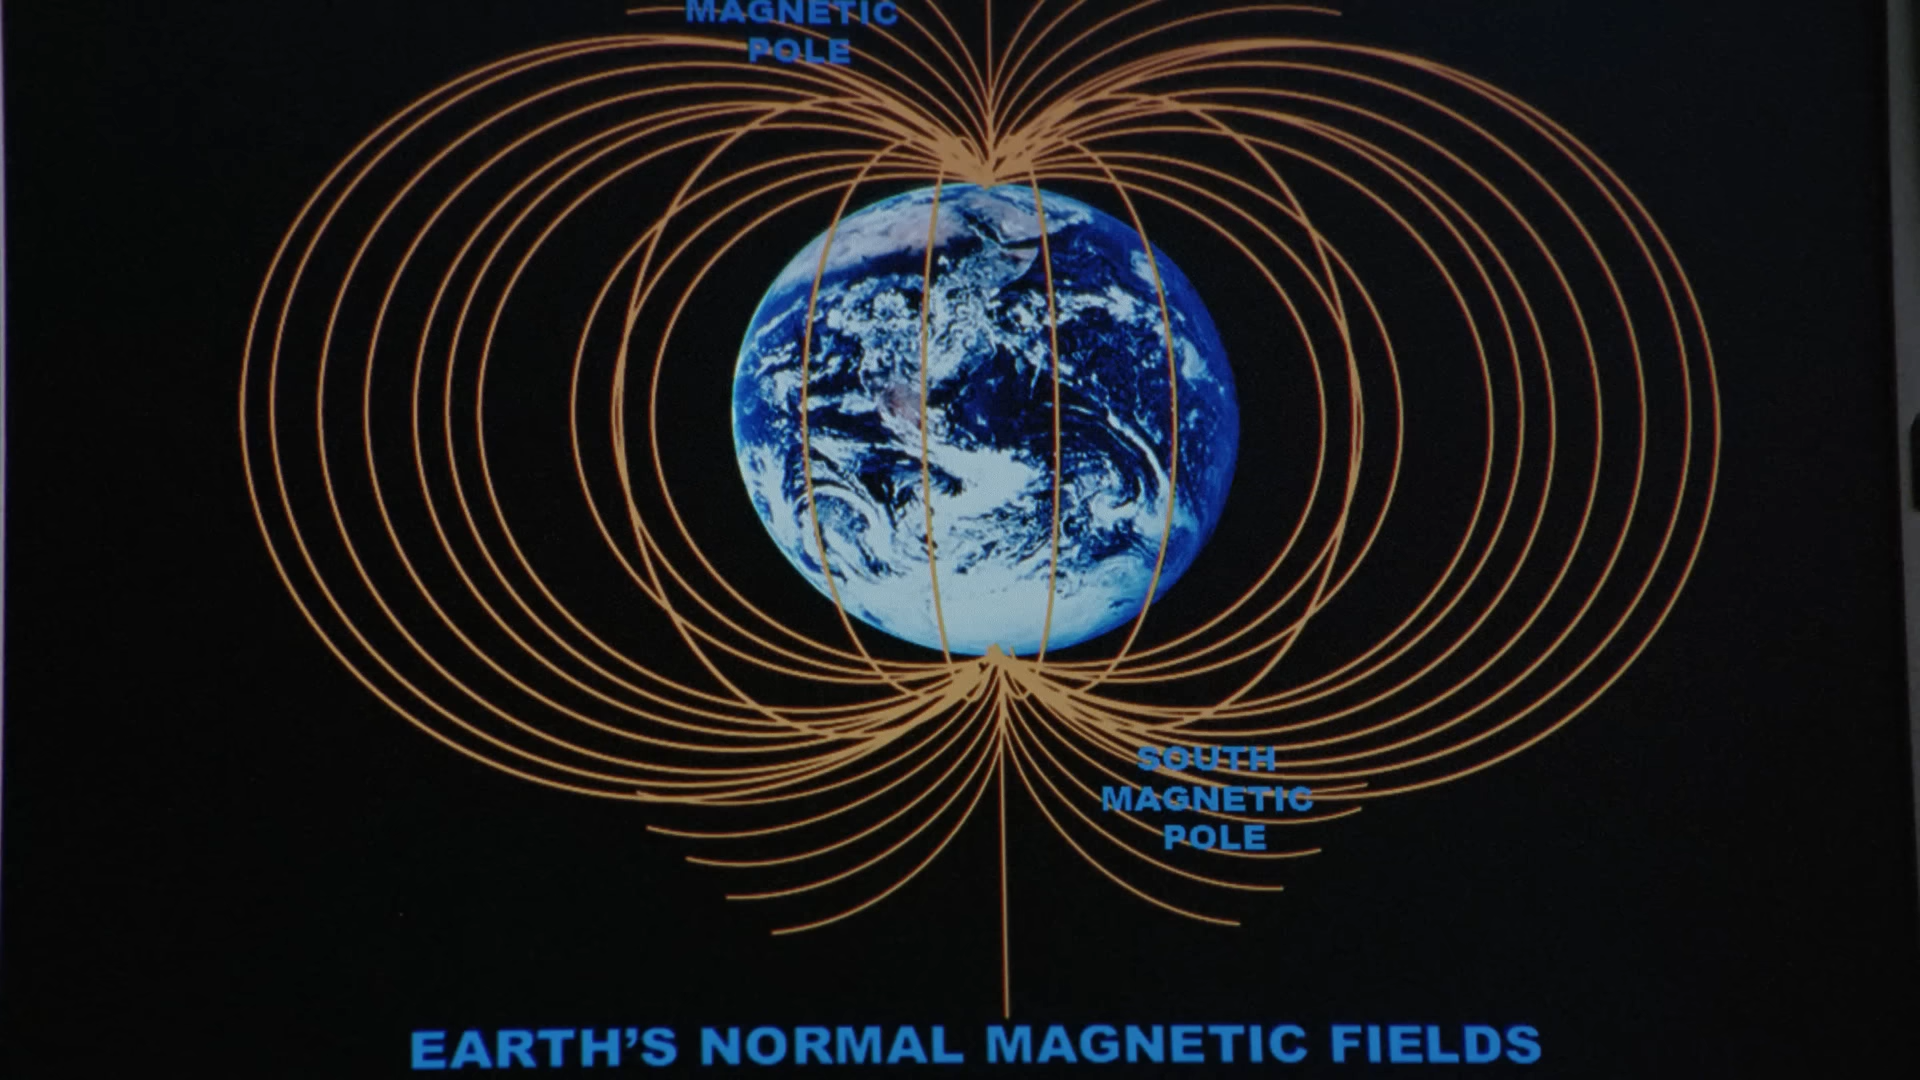 MAGNETIC
POLE
SOUTH
MAGNETIC
POLE
EARTH'S NORMAL MAGNETIC FIELDS